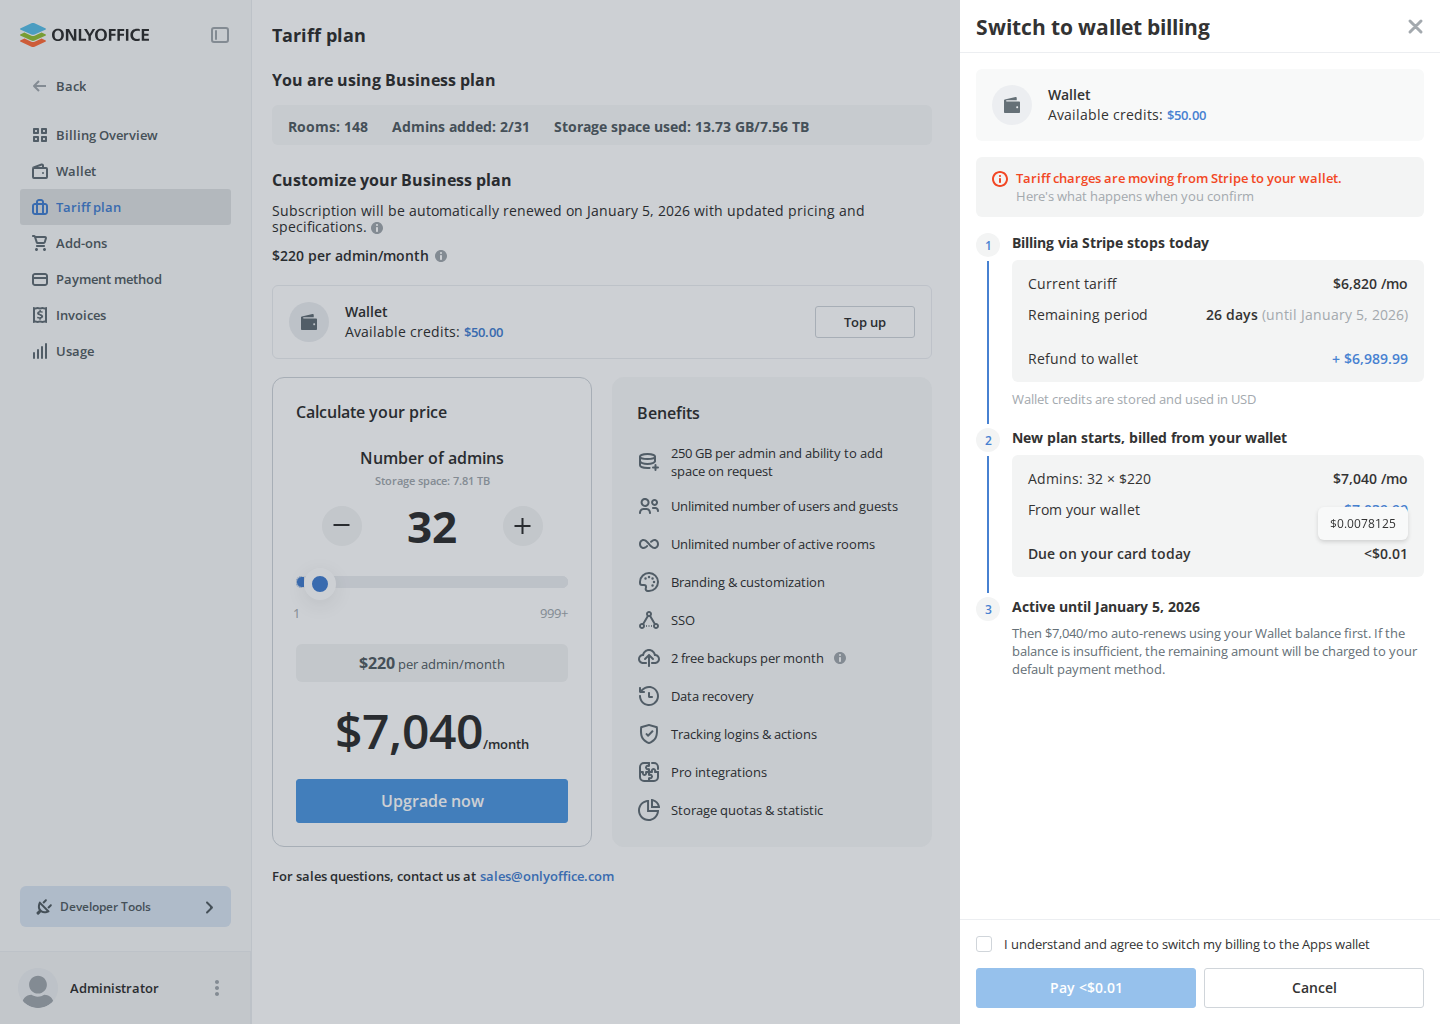 ONLYOFFICE
Back
Billing Overview
Wallet
Tariff plan
Add-ons
Payment method
Invoices
Usage
Developer Tools
Administrator
Tariff plan
You are using Business plan
Rooms: 148 Admins added: 2/31 Storage space used: 13.73 GB/7.56 TB
Customize your Business plan
Subscription will be automatically renewed on January 5, 2026 with updated pricing and
specifications.
$220 per admin/month
Wallet
Available credits: $50.00
Top up
Calculate your price
Number of admins
Storage space: 7.81 TB
32
1 999+
$220 per admin/month
$7,040/month
Upgrade now
Benefits
250 GB per admin and ability to add
space on request
Unlimited number of users and guests
Unlimited number of active rooms
Branding & customization
SSO
2 free backups per month
Data recovery
Tracking logins & actions
Pro integrations
Storage quotas & statistic
For sales questions, contact us at sales@onlyoffice.com
Switch to wallet billing
Wallet
Available credits: $50.00
Tariff charges are moving from Stripe to your wallet.
Here's what happens when you confirm
1 Billing via Stripe stops today
Current tariff $6,820 /mo
Remaining period 26 days (until January 5, 2026)
Refund to wallet + $6,989.99
Wallet credits are stored and used in USD
2 New plan starts, billed from your wallet
Admins: 32 × $220 $7,040 /mo
From your wallet
$0.0078125
Due on your card today <$0.01
3 Active until January 5, 2026
Then $7,040/mo auto-renews using your Wallet balance first. If the
balance is insufficient, the remaining amount will be charged to your
default payment method.
I understand and agree to switch my billing to the Apps wallet
Pay <$0.01
Cancel